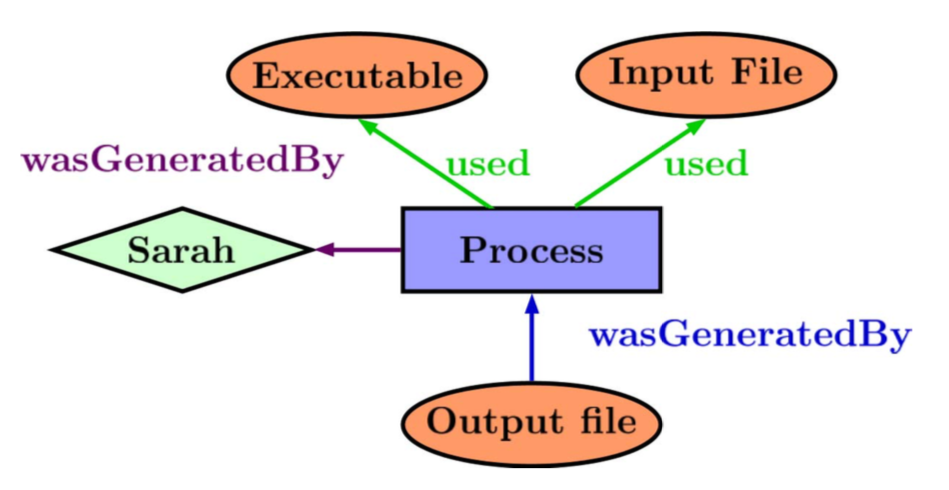 Executable
Input File
wasGeneratedBy
used
used
Sarah
Process
wasGeneratedBy
Output file